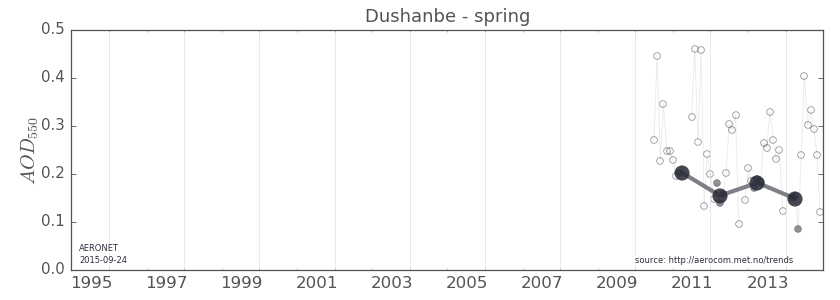 Dushanbe - spring
0.5
0.4
0.3
0.2
0.1
0.0
AOD550
AERONET
2015-09-24
source: http://aerocom.met.no/trends
1995 1997 1999 2001 2003 2005 2007 2009 2011 2013